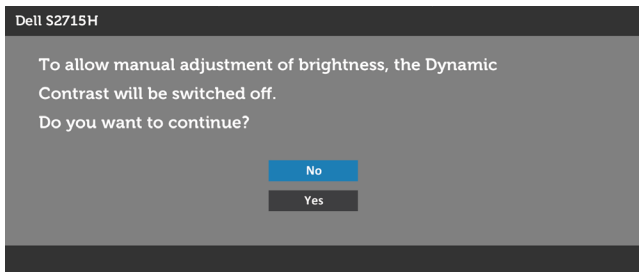 Dell S2715H
To allow manual adjustment of brightness, the Dynamic
Contrast will be switched off.
Do you want to continue?
No
Yes